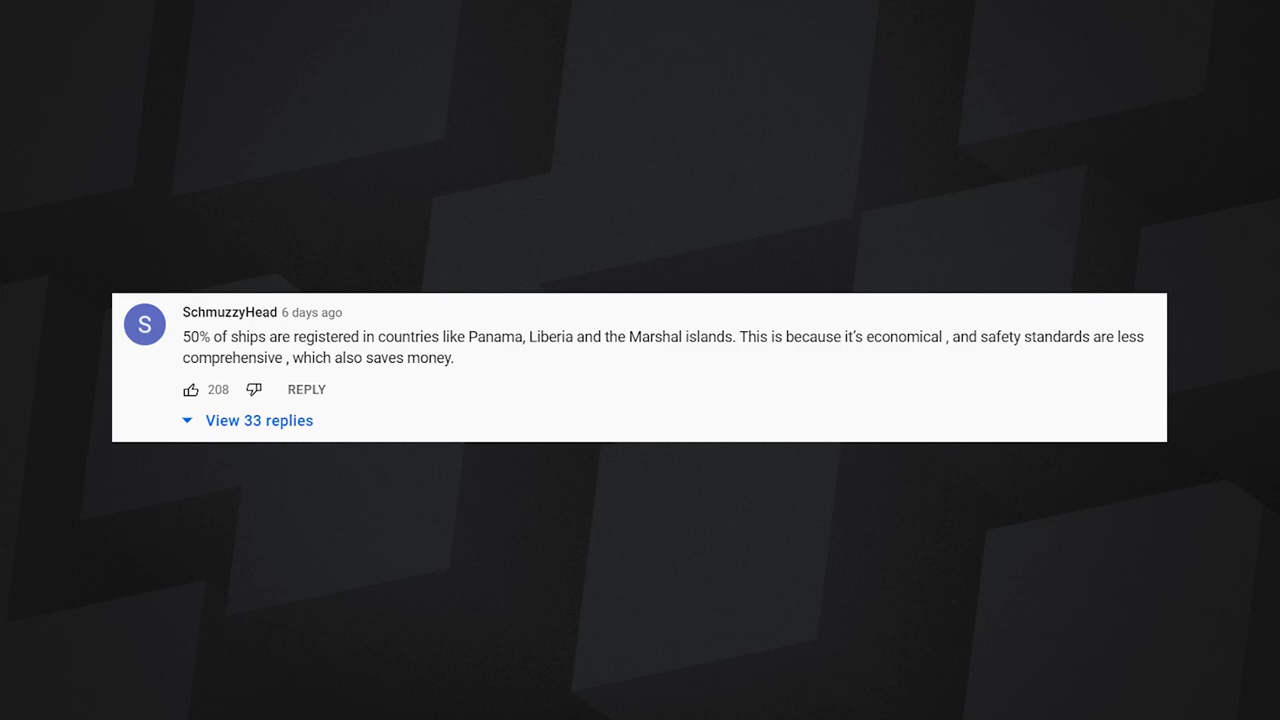 S
SchmuzzyHead 6 days ago
50% of ships are registered in countries like Panama, Liberia and the Marshal islands. This is because it’s economical , and safety standards are less
comprehensive , which also saves money.
208 REPLY
View 33 replies